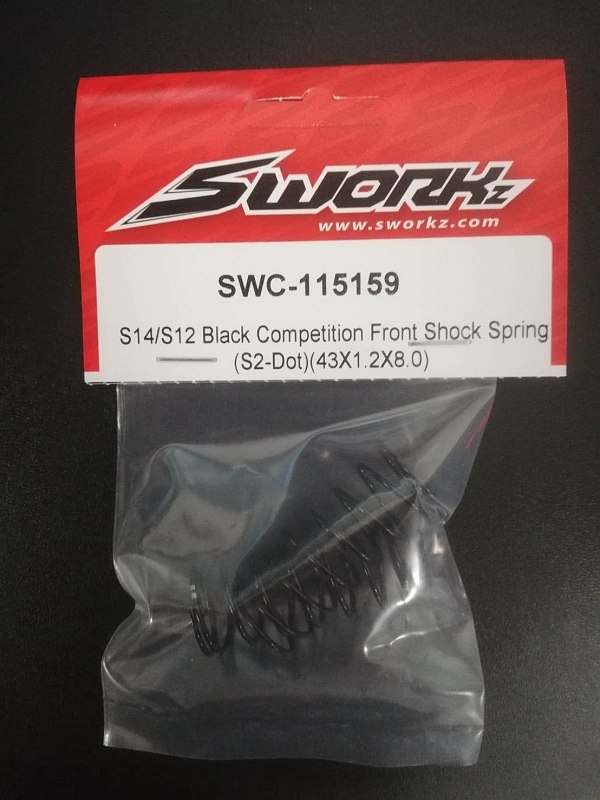 SWORKz
www.sworkz.com
SWC-115159
S14/S12 Black Competition Front Shock Spring
(S2-Dot)(43X1.2X8.0)